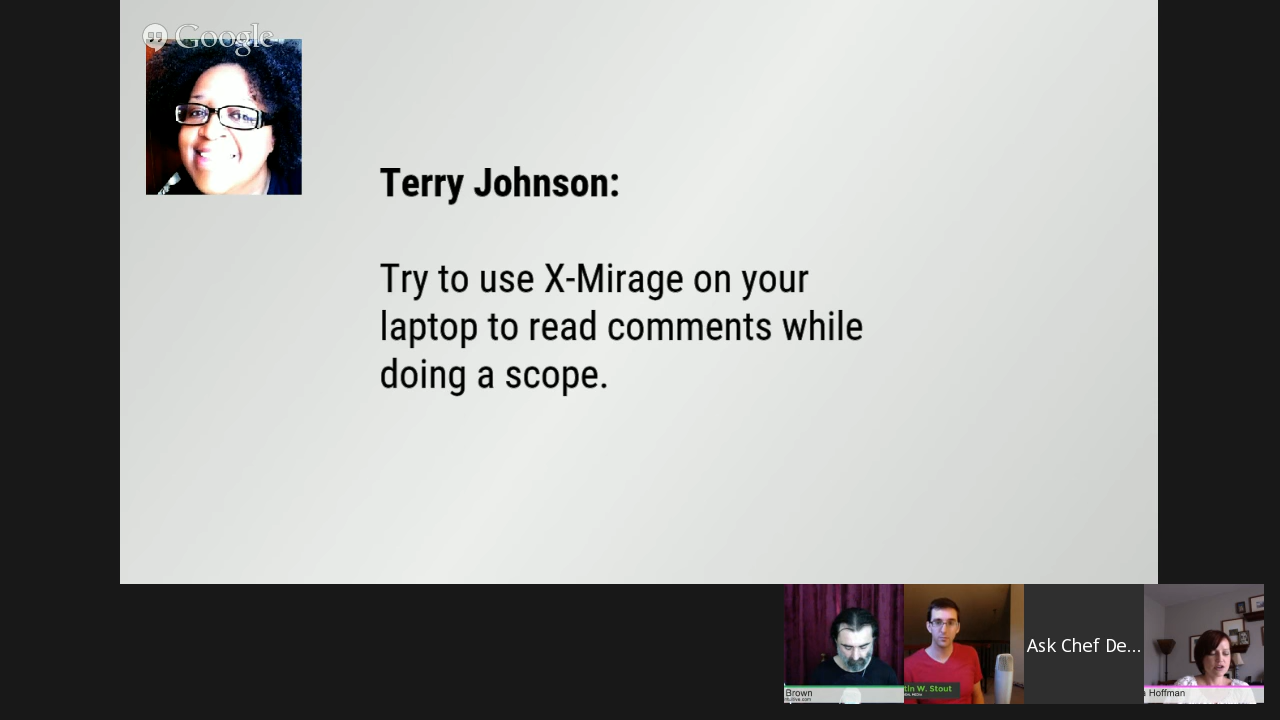 Google
Terry Johnson:
Try to use X-Mirage on your
laptop to read comments while
doing a scope.
Ask Chef De...
Brown
tin W. Stout
Hoffman